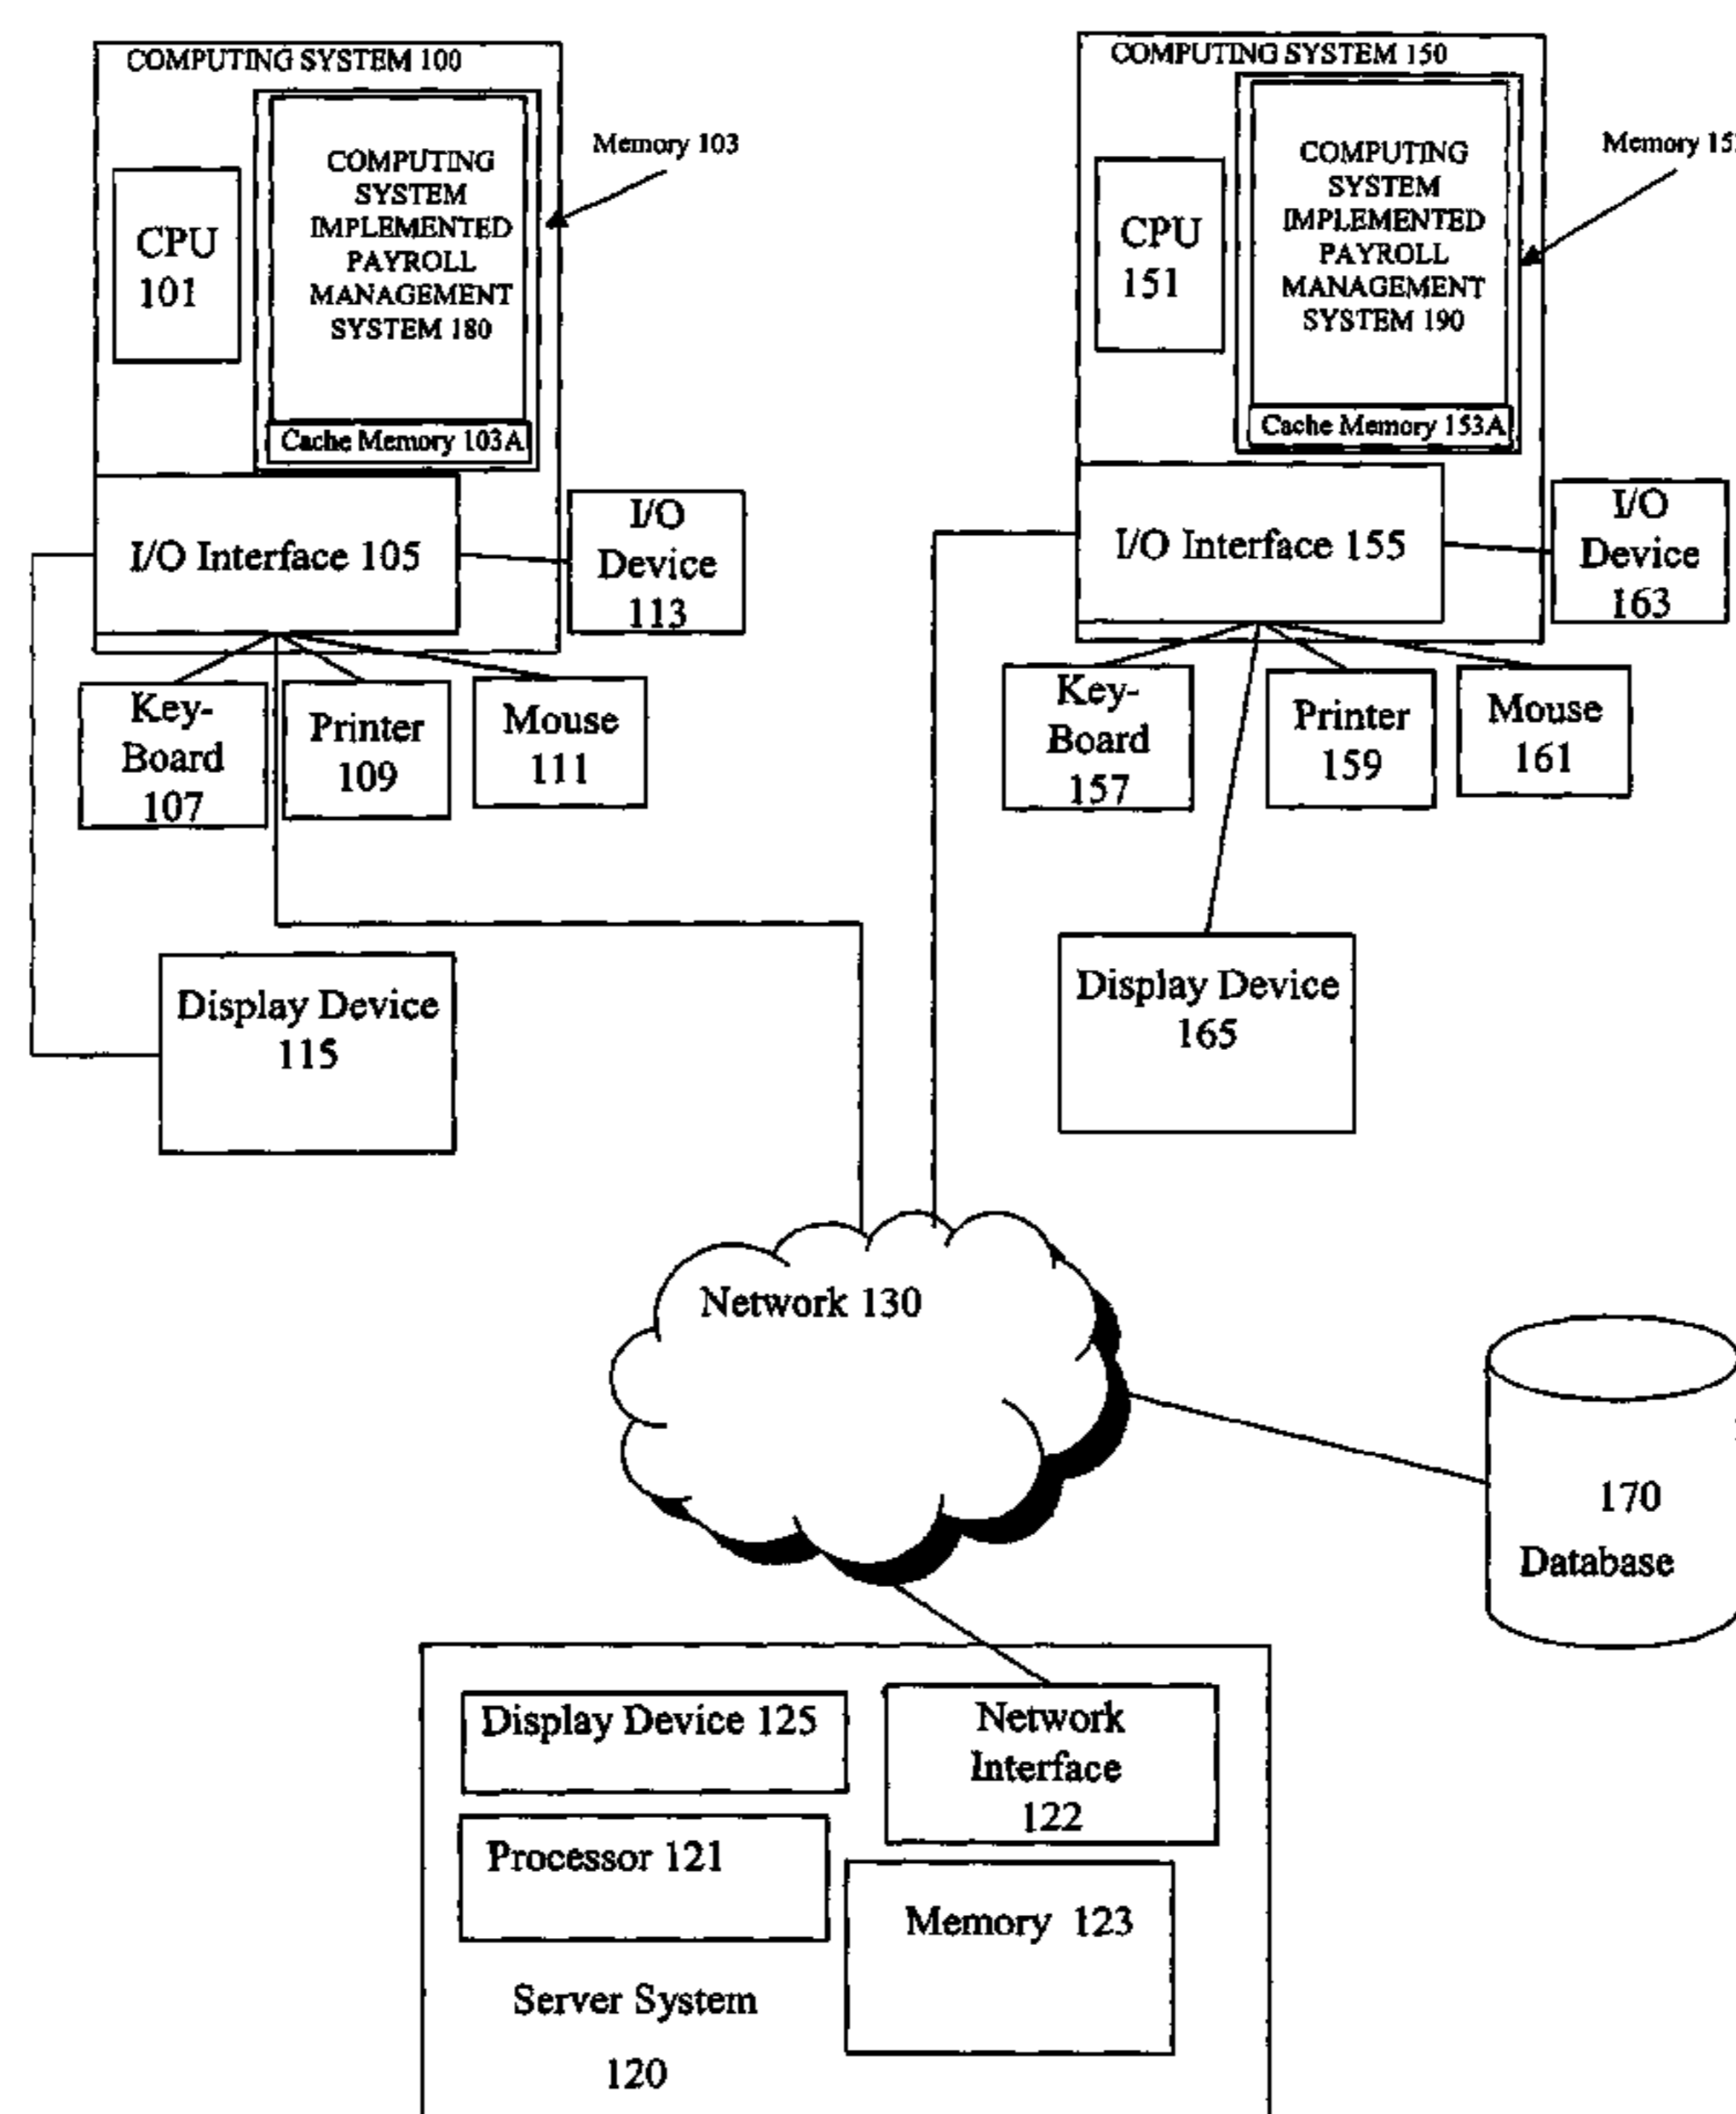 COMPUTING SYSTEM 100
COMPUTING
SYSTEM
IMPLEMENTED
PAYROLL
MANAGEMENT
SYSTEM 180
Memory 103
CPU
101
Cache Memory 103A
I/O Interface 105
I/O
Device
113
Key-
Board
107
Printer
109
Mouse
111
Display Device
115
COMPUTING SYSTEM 150
COMPUTING
SYSTEM
IMPLEMENTED
PAYROLL
MANAGEMENT
SYSTEM 190
Memory
CPU
151
Cache Memory 153A
I/O Interface 155
I/O
Device
163
Key-
Board
157
Printer
159
Mouse
161
Display Device
165
Network 130
170
Database
Display Device 125
Network
Interface
122
Processor 121
Memory 123
Server System
120